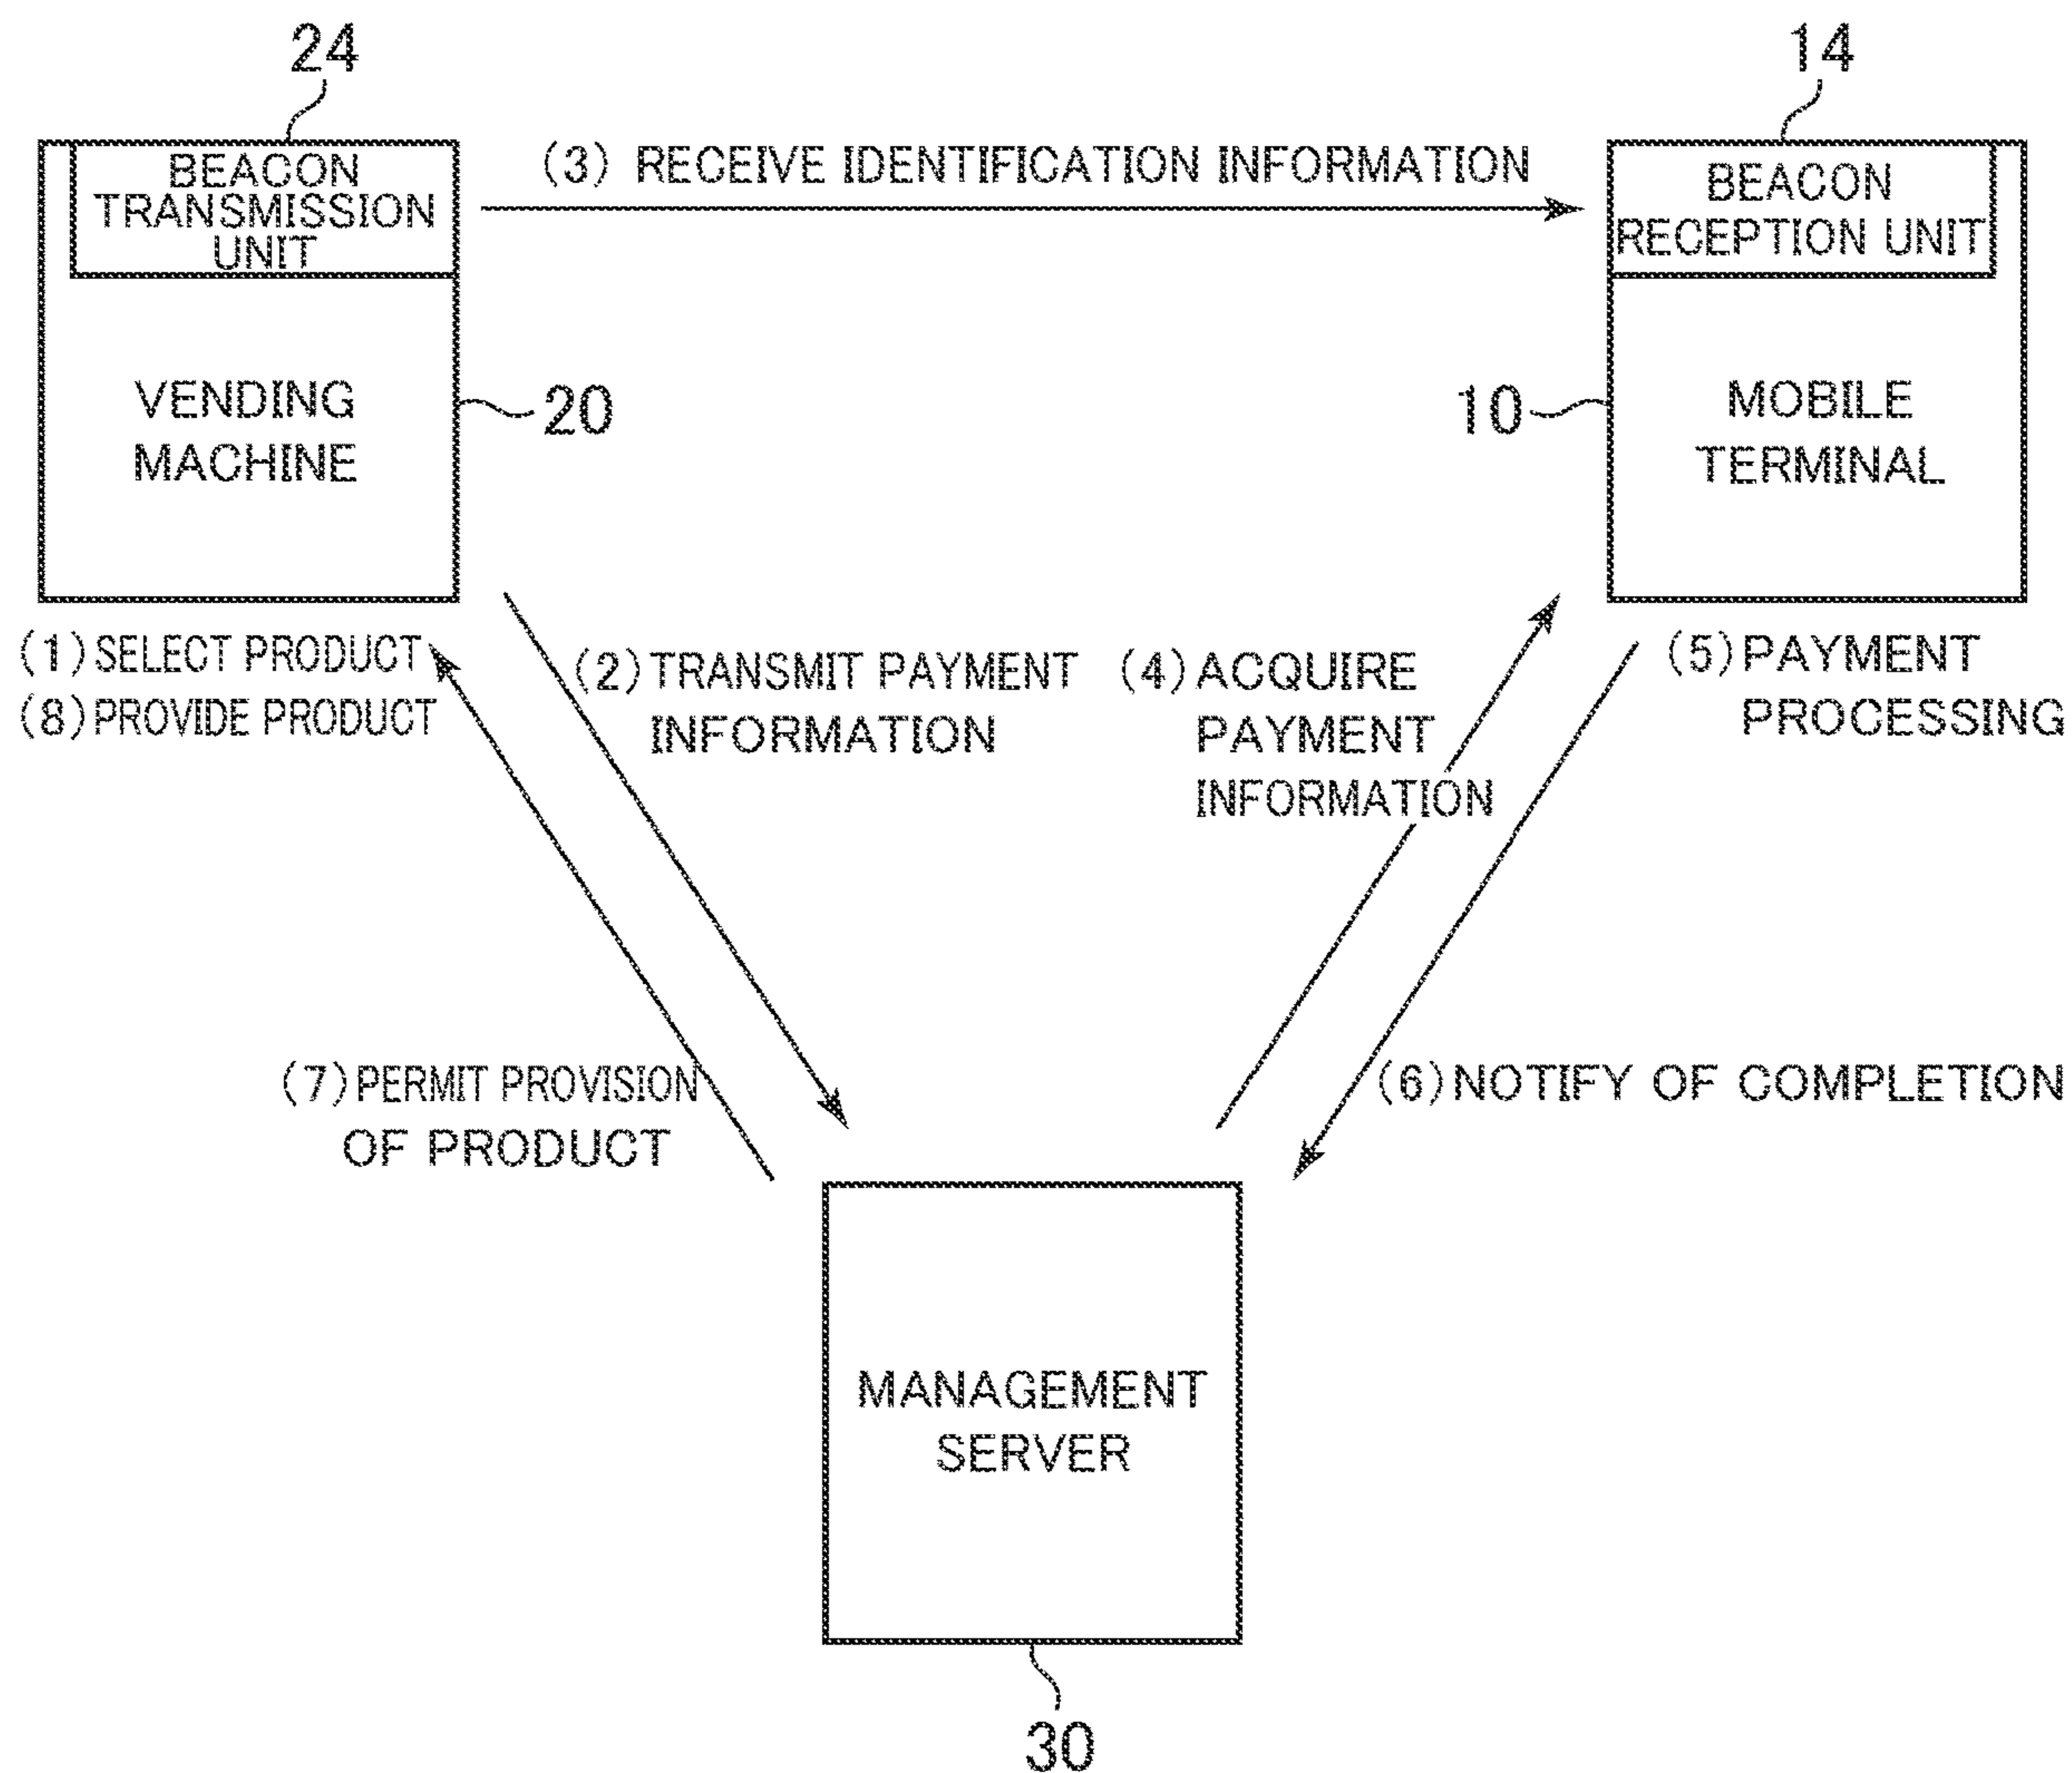 24
14
BEACON
TRANSMISSION
UNIT
(3) RECEIVE IDENTIFICATION INFORMATION
BEACON
RECEPTION UNIT
VENDING
MACHINE
20
10
MOBILE
TERMINAL
(1) SELECT PRODUCT
(8) PROVIDE PRODUCT
(2) TRANSMIT PAYMENT
INFORMATION
(4) ACQUIRE
PAYMENT
INFORMATION
(5) PAYMENT
PROCESSING
(7) PERMIT PROVISION
OF PRODUCT
(6) NOTIFY OF COMPLETION
MANAGEMENT
SERVER
30